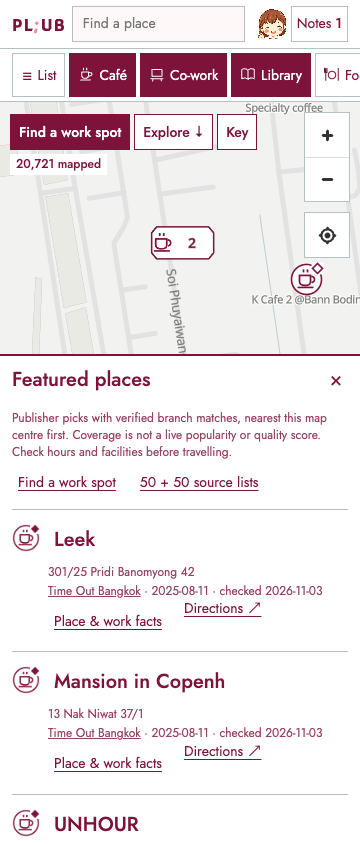 PL;UB
Find a place
Notes 1
≡ List
Café
Co-work
Library
Fo
Specialty coffee
Find a work spot
Explore ↓
Key
+
20,721 mapped
−
2
Soi Phuyaiwan
K Cafe 2 @Bann Bodin
Featured places
×
Publisher picks with verified branch matches, nearest this map
centre first. Coverage is not a live popularity or quality score.
Check hours and facilities before travelling.
Find a work spot
50 + 50 source lists
Leek
301/25 Pridi Banomyong 42
Time Out Bangkok · 2025-08-11 · checked 2026-11-03
Place & work facts
Directions ↗
Mansion in Copenh
13 Nak Niwat 37/1
Time Out Bangkok · 2025-08-11 · checked 2026-11-03
Place & work facts
Directions ↗
UNHOUR